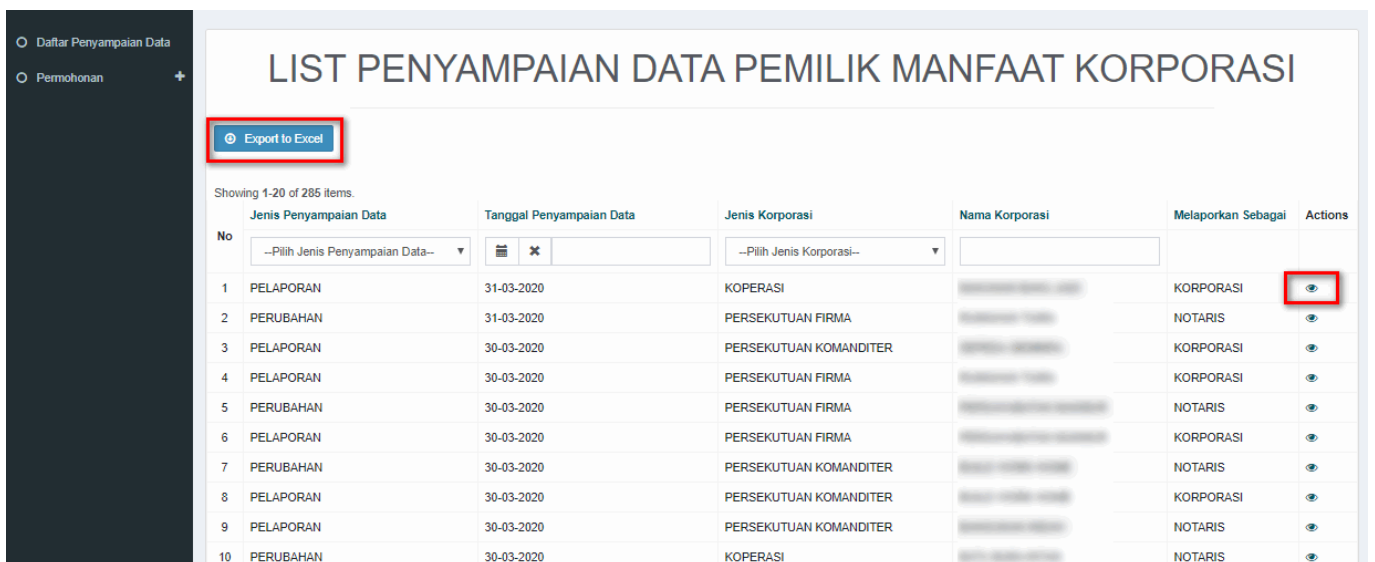 Daftar Penyampaian Data
Permohonan +
LIST PENYAMPAIAN DATA PEMILIK MANFAAT KORPORASI
Export to Excel
Showing 1-20 of 285 items.
No Jenis Penyampaian Data Tanggal Penyampaian Data Jenis Korporasi Nama Korporasi Melaporkan Sebagai Actions
--Pilih Jenis Penyampaian Data-- --Pilih Jenis Korporasi--
1 PELAPORAN 31-03-2020 KOPERASI KORPORASI
2 PERUBAHAN 31-03-2020 PERSEKUTUAN FIRMA NOTARIS
3 PELAPORAN 30-03-2020 PERSEKUTUAN KOMANDITER KORPORASI
4 PELAPORAN 30-03-2020 PERSEKUTUAN FIRMA KORPORASI
5 PERUBAHAN 30-03-2020 PERSEKUTUAN FIRMA NOTARIS
6 PELAPORAN 30-03-2020 PERSEKUTUAN FIRMA KORPORASI
7 PERUBAHAN 30-03-2020 PERSEKUTUAN KOMANDITER NOTARIS
8 PELAPORAN 30-03-2020 PERSEKUTUAN KOMANDITER KORPORASI
9 PELAPORAN 30-03-2020 PERSEKUTUAN KOMANDITER NOTARIS
10 PERUBAHAN 30-03-2020 KOPERASI NOTARIS